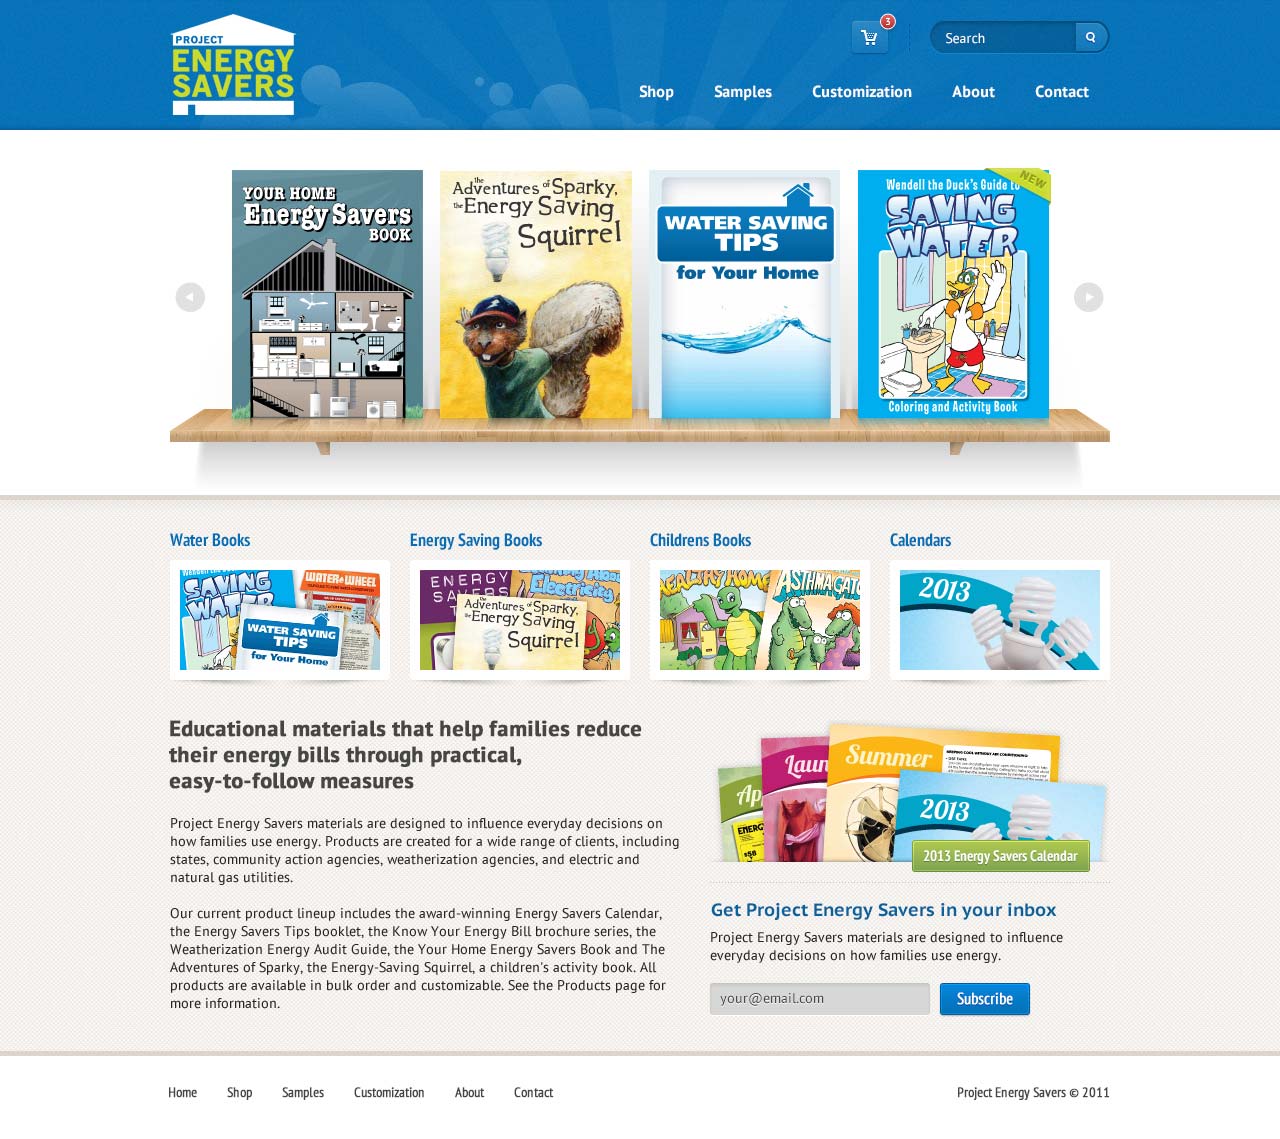 PROJECT
ENERGY
SAVERS
3
Search
Shop Samples Customization About Contact
YOUR HOME
Energy Savers
BOOK
the
Adventures of Sparky,
the Energy Saving
Squirrel
WATER SAVING
TIPS
for Your Home
NEW
Wendell the Duck's Guide to
SAVING
WATER
Coloring and Activity Book
Water Books
Energy Saving Books
Childrens Books
Calendars
SAVING
WATER
WATER WHEEL
WATER SAVING
TIPS
for Your Home
ENERGY
SAVERS
Electricity
the
Adventures of Sparky,
the Energy Saving
Squirrel
2013
Educational materials that help families reduce
their energy bills through practical,
easy-to-follow measures
Project Energy Savers materials are designed to influence everyday decisions on
how families use energy. Products are created for a wide range of clients, including
states, community action agencies, weatherization agencies, and electric and
natural gas utilities.
Our current product lineup includes the award-winning Energy Savers Calendar,
the Energy Savers Tips booklet, the Know Your Energy Bill brochure series, the
Weatherization Energy Audit Guide, the Your Home Energy Savers Book and The
Adventures of Sparky, the Energy-Saving Squirrel, a children's activity book. All
products are available in bulk order and customizable. See the Products page for
more information.
Summer
KEEPING COOL WITHOUT AIR CONDITIONING:
2013
2013 Energy Savers Calendar
Get Project Energy Savers in your inbox
Project Energy Savers materials are designed to influence
everyday decisions on how families use energy.
your@email.com
Subscribe
Home Shop Samples Customization About Contact
Project Energy Savers © 2011